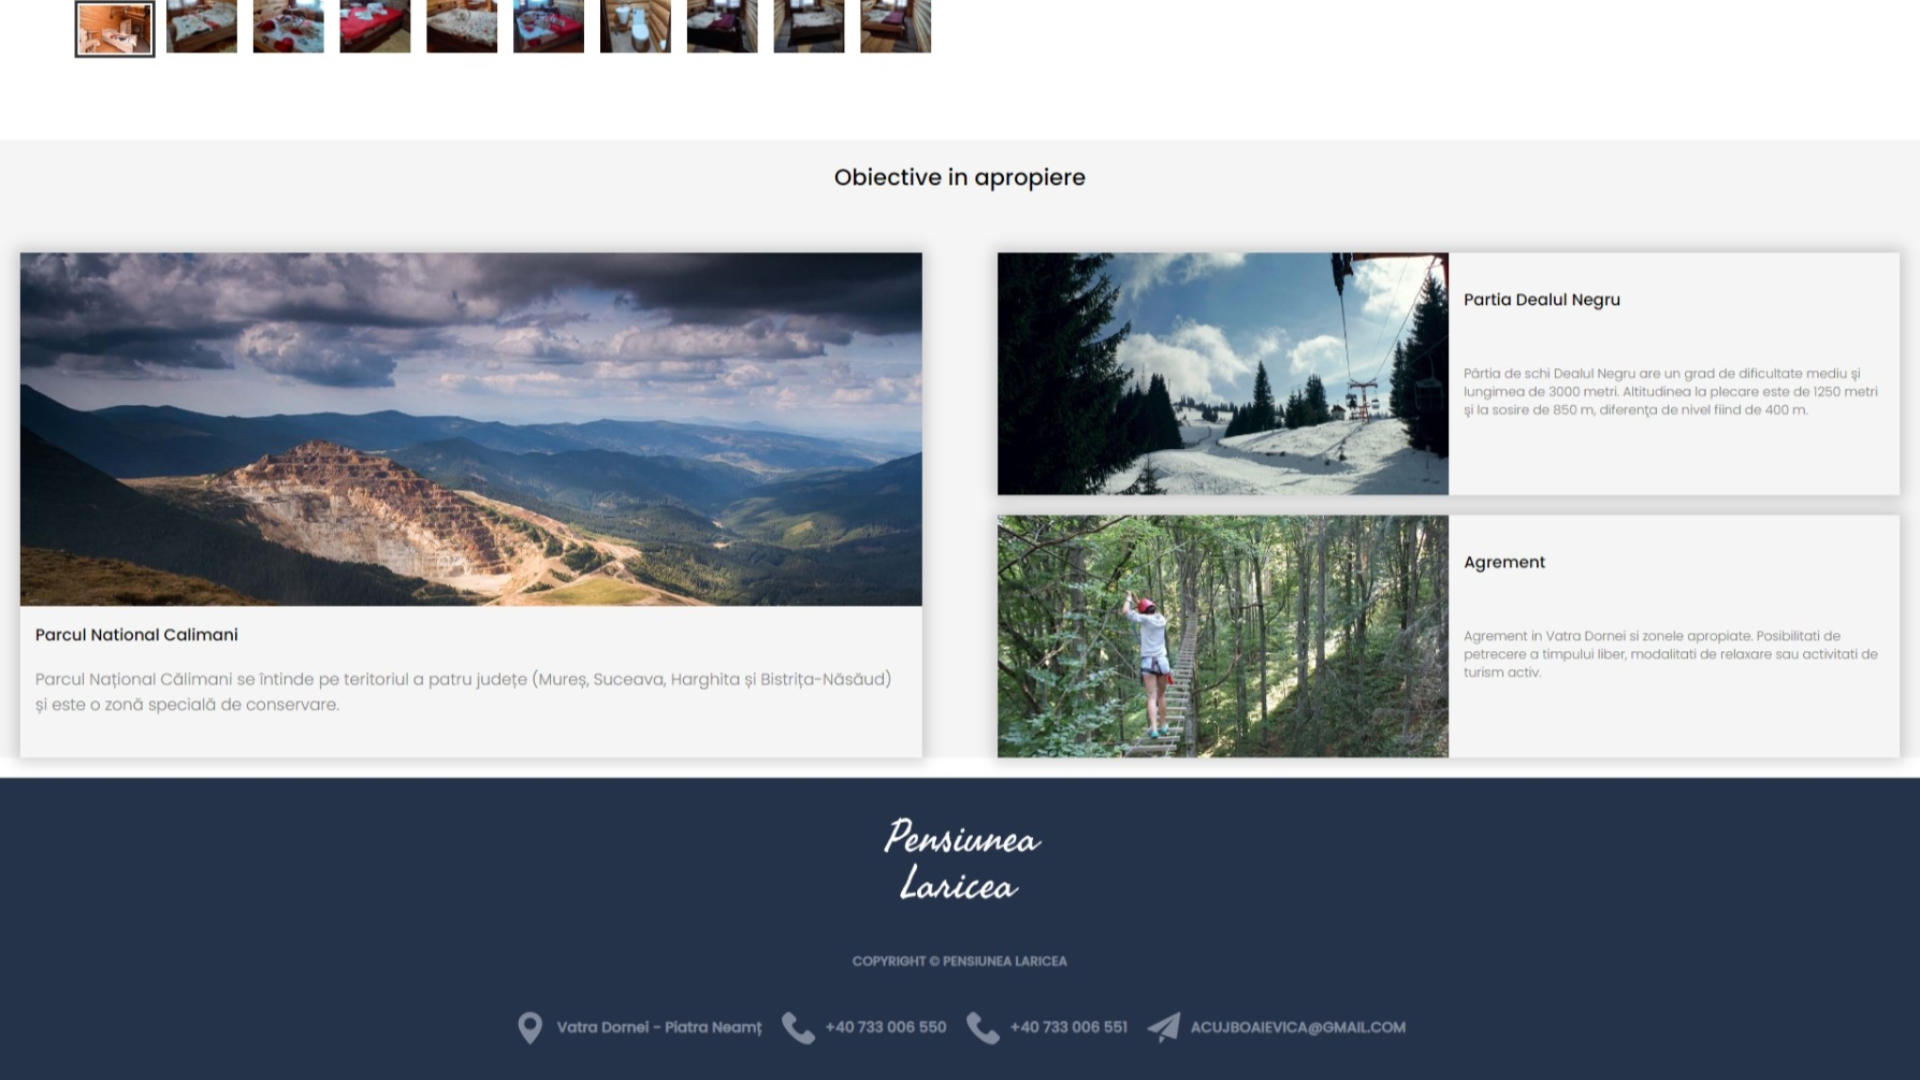 Obiective in apropiere
Parcul National Calimani
Parcul Național Călimani se întinde pe teritoriul a patru județe (Mureș, Suceava, Harghita și Bistrița-Năsăud)
și este o zonă specială de conservare.
Partia Dealul Negru
Pârtia de schi Dealul Negru are un grad de dificultate mediu şi
lungimea de 3000 metri. Altitudinea la plecare este de 1250 metri
şi la sosire de 850 m, diferenţa de nivel fiind de 400 m.
Agrement
Agrement in Vatra Dornei si zonele apropiate. Posibilitati de
petrecere a timpului liber, modalitati de relaxare sau activitati de
turism activ.
Pensiunea
Laricea
COPYRIGHT © PENSIUNEA LARICEA
Vatra Dornei - Piatra Neamț
+40 733 006 550
+40 733 006 551
ACUJBOAIEVICA@GMAIL.COM